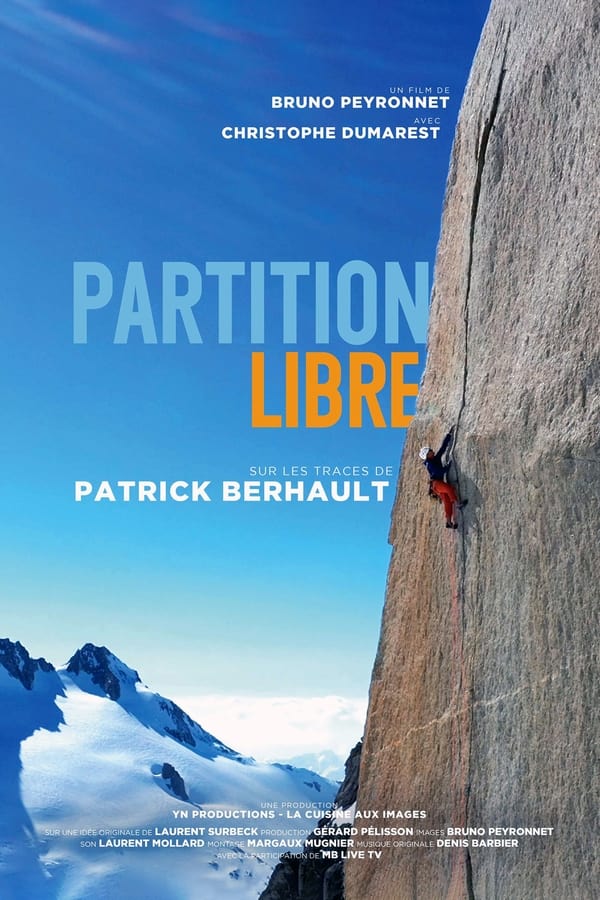 UN FILM DE
BRUNO PEYRONNET
AVEC
CHRISTOPHE DUMAREST
PARTITION
LIBRE
SUR LES TRACES DE
PATRICK BERHAULT
UNE PRODUCTION
YN PRODUCTIONS - LA CUISINE AUX IMAGES
SUR UNE IDÉE ORIGINALE DE LAURENT SURBECK PRODUCTION GÉRARD PÉLISSON IMAGES BRUNO PEYRONNET
SON LAURENT MOLLARD MONTAGE MARGAUX MUGNIER MUSIQUE ORIGINALE DENIS BARBIER
AVEC LA PARTICIPATION DE MB LIVE TV